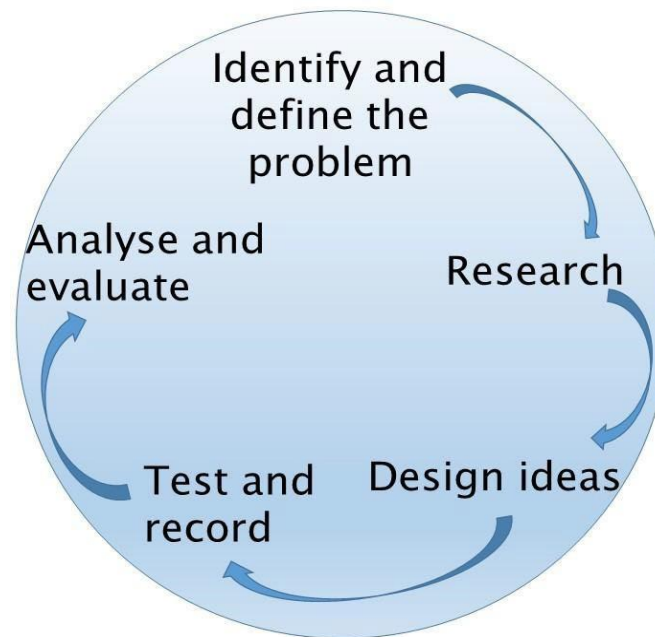 Identify and
define the
problem
Research
Design ideas
Test and
record
Analyse and
evaluate